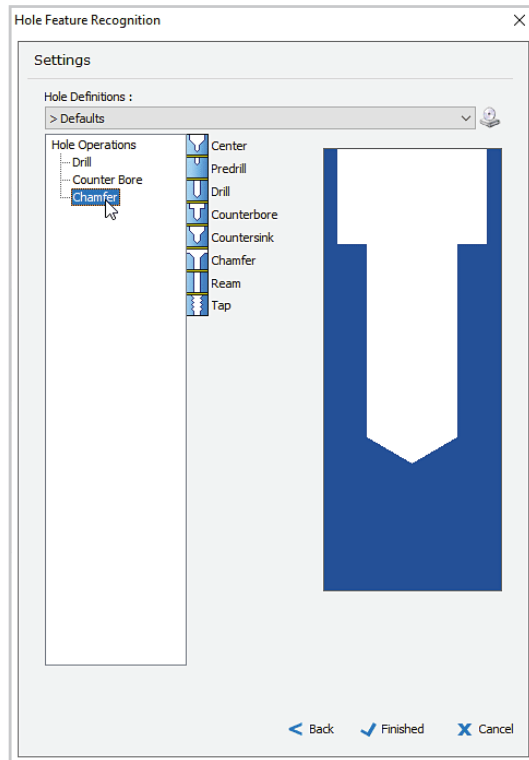 Hole Feature Recognition
Settings
Hole Definitions :
> Defaults
Hole Operations
Drill
Counter Bore
Chamfer
Center
Predrill
Drill
Counterbore
Countersink
Chamfer
Ream
Tap
Back
Finished
Cancel